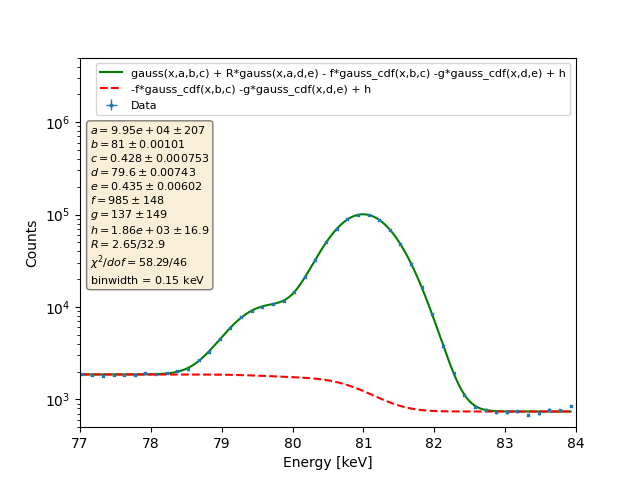 gauss(x,a,b,c) + R*gauss(x,a,d,e) - f*gauss_cdf(x,b,c) -g*gauss_cdf(x,d,e) + h
-f*gauss_cdf(x,b,c) -g*gauss_cdf(x,d,e) + h
Data
a = 9.95e + 04 ± 207
b = 81 ± 0.00101
c = 0.428 ± 0.000753
d = 79.6 ± 0.00743
e = 0.435 ± 0.00602
f = 985 ± 148
g = 137 ± 149
h = 1.86e + 03 ± 16.9
R = 2.65/32.9
χ²/dof = 58.29/46
binwidth = 0.15 keV
10⁶
10⁵
10⁴
10³
Counts
77 78 79 80 81 82 83 84
Energy [keV]